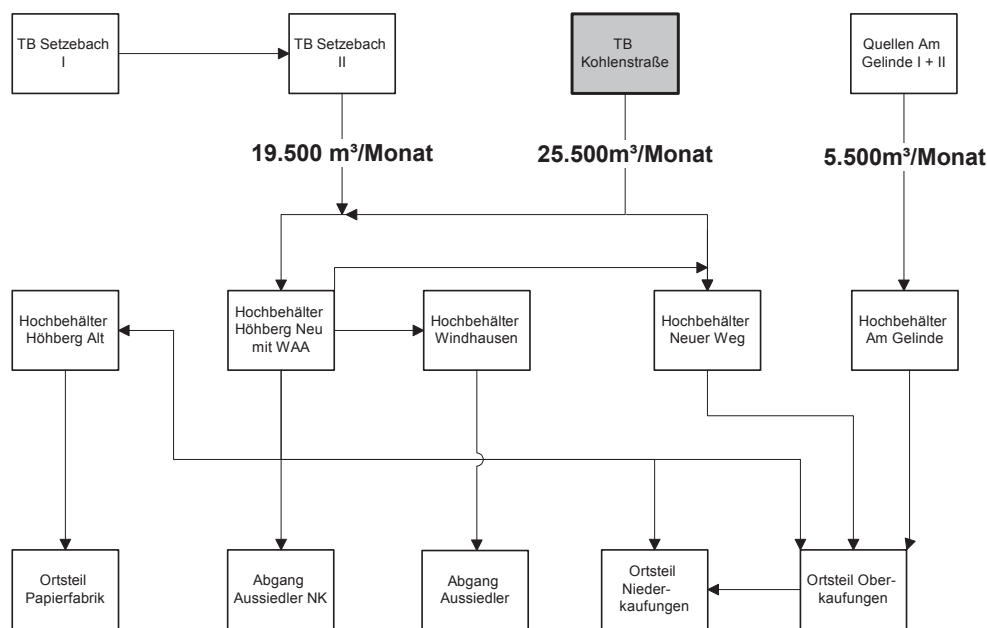 TB Setzebach
I
TB Setzebach
II
TB
Kohlenstraße
Quellen Am
Gelinde I + II
19.500 m³/Monat
25.500m³/Monat
5.500m³/Monat
Hochbehälter
Höhberg Alt
Hochbehälter
Höhberg Neu
mit WAA
Hochbehälter
Windhausen
Hochbehälter
Neuer Weg
Hochbehälter
Am Gelinde
Ortsteil
Papierfabrik
Abgang
Aussiedler NK
Abgang
Aussiedler
Ortsteil
Nieder-
kaufungen
Ortsteil Ober-
kaufungen